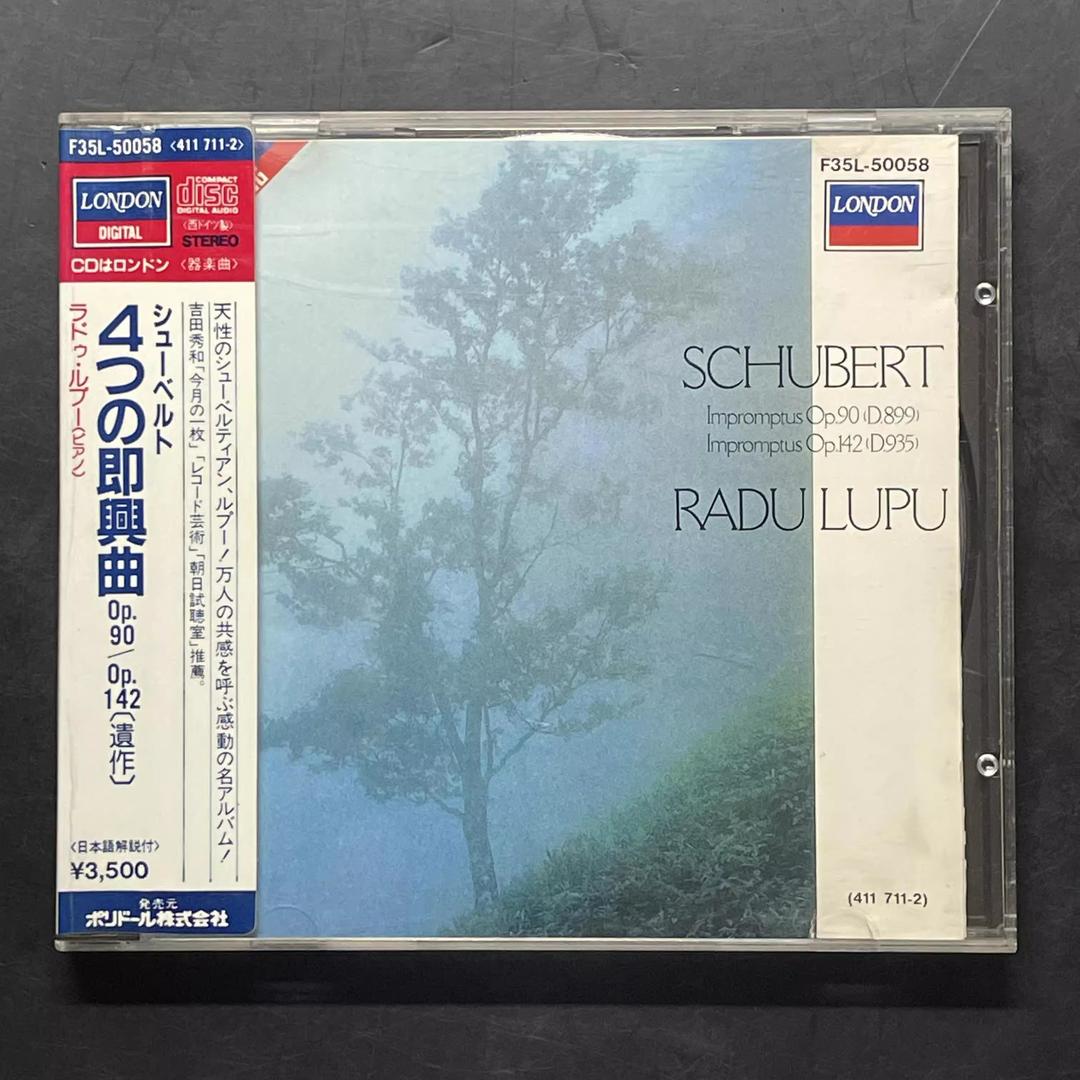 F35L-50058 〈411 711-2〉
LONDON
DIGITAL
COMPACT
disc
DIGITAL AUDIO
〈西ドイツ製〉
STEREO
CDはロンドン 〈器楽曲〉
天性のシューベルティアン、ルプー!万人の共感を呼ぶ感動の名アルバム!
吉田秀和「今月の一枚」「レコード芸術」「朝日試聴室」推薦。
シューベルト
4つの即興曲 Op.90/Op.142〔遺作〕
ラドゥ・ルプー(ピアノ)
〈日本語解説付〉
¥3,500
発売元
ポリドール株式会社
F35L-50058
LONDON
SCHUBERT
Impromptus Op.90 (D.899)
Impromptus Op.142 (D.935)
RADU LUPU
(411 711-2)